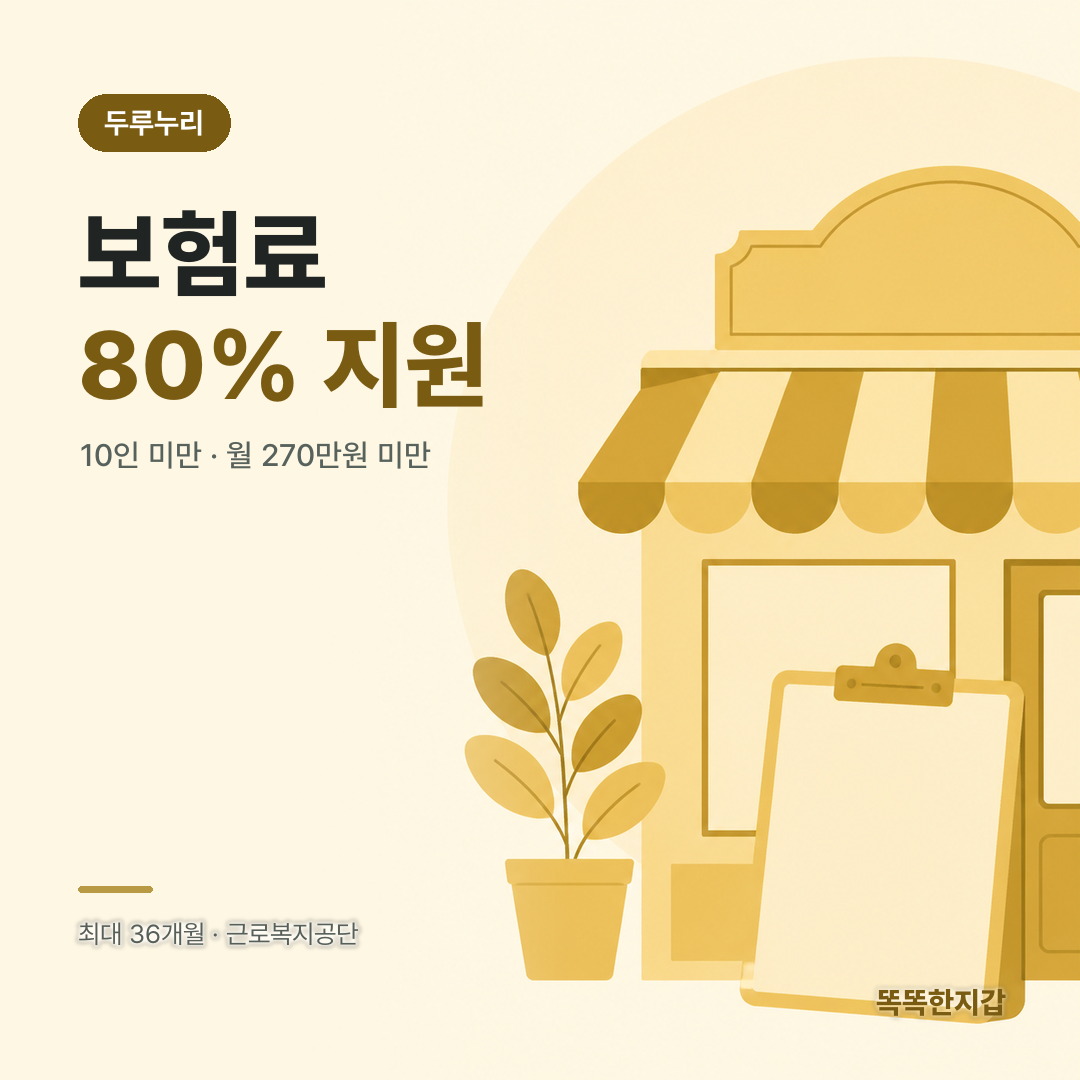 두루누리
보험료
80% 지원
10인 미만 · 월 270만원 미만
최대 36개월 · 근로복지공단
똑똑한지갑